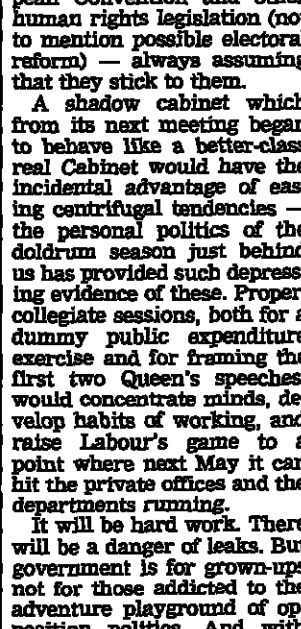 human rights legislation (no
to mention possible electoral
reform) — always assuming
that they stick to them.
A shadow cabinet which
from its next meeting began
to behave like a better-class
real Cabinet would have the
incidental advantage of eas
ing centrifugal tendencies —
the personal politics of the
doldrum season just behind
us has provided such depress
ing evidence of these. Proper
collegiate sessions, both for a
dummy public expenditure
exercise and for framing the
first two Queen's speeches,
would concentrate minds, de
velop habits of working, and
raise Labour's game to a
point where next May it can
hit the private offices and the
departments running.
It will be hard work. There
will be a danger of leaks. But
government is for grown-ups
not for those addicted to the
adventure playground of op
position politics. And with